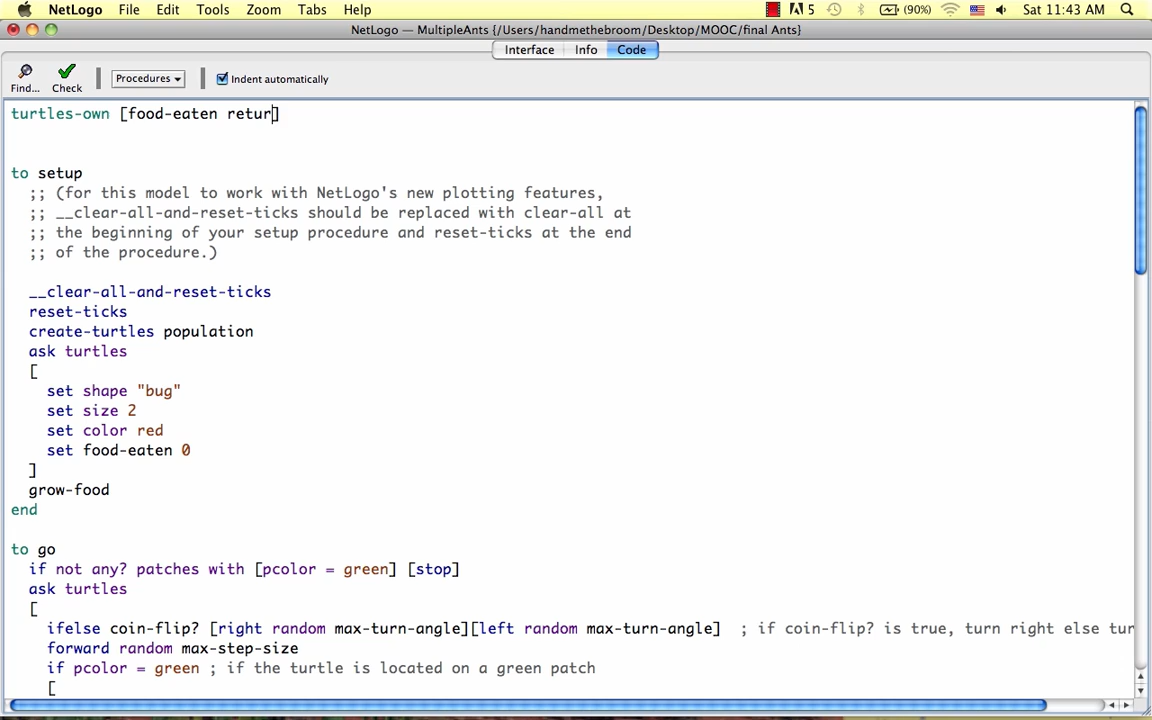 NetLogo File Edit Tools Zoom Tabs Help 5 (90%) Sat 11:43 AM
NetLogo — MultipleAnts {/Users/handmethebroom/Desktop/MOOC/final Ants}
Interface Info Code
Find... Check Procedures Indent automatically
turtles-own [food-eaten retur]
to setup
;; (for this model to work with NetLogo's new plotting features,
;; __clear-all-and-reset-ticks should be replaced with clear-all at
;; the beginning of your setup procedure and reset-ticks at the end
;; of the procedure.)
__clear-all-and-reset-ticks
reset-ticks
create-turtles population
ask turtles
[
set shape "bug"
set size 2
set color red
set food-eaten 0
]
grow-food
end
to go
if not any? patches with [pcolor = green] [stop]
ask turtles
[
ifelse coin-flip? [right random max-turn-angle][left random max-turn-angle] ; if coin-flip? is true, turn right else tur
forward random max-step-size
if pcolor = green ; if the turtle is located on a green patch
[